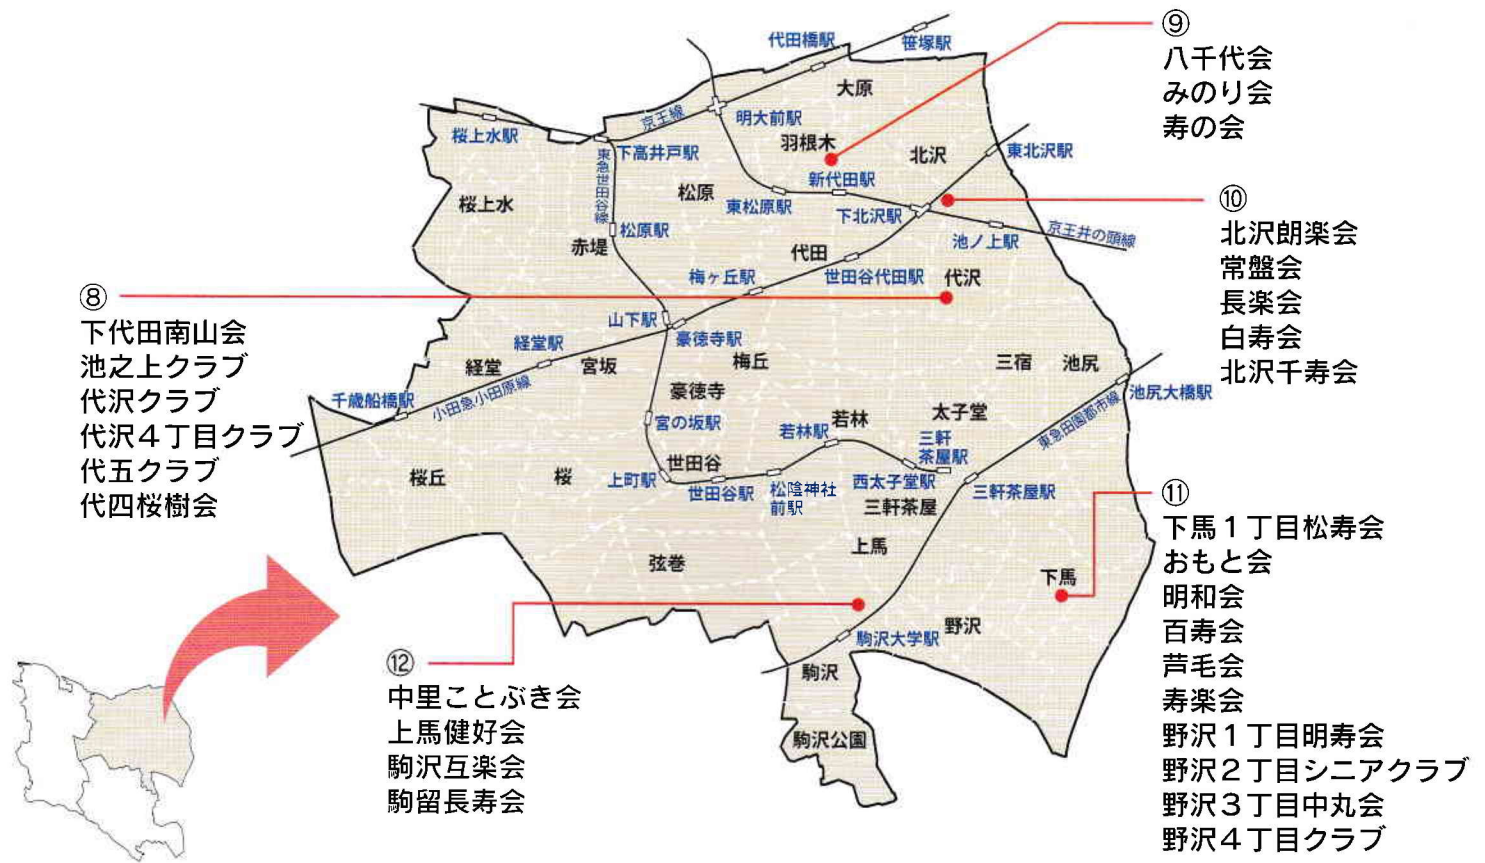 ⑨
八千代会
みのり会
寿の会
⑩
北沢朗楽会
常盤会
長楽会
白寿会
北沢千寿会
⑧
下代田南山会
池之上クラブ
代沢クラブ
代沢４丁目クラブ
代五クラブ
代四桜樹会
⑪
下馬１丁目松寿会
おもと会
明和会
百寿会
芦毛会
寿楽会
野沢１丁目明寿会
野沢２丁目シニアクラブ
野沢３丁目中丸会
野沢４丁目クラブ
⑫
中里ことぶき会
上馬健好会
駒沢互楽会
駒留長寿会
代田橋駅
笹塚駅
大原
京王線
明大前駅
桜上水駅
下高井戸駅
羽根木
北沢
東北沢駅
東急世田谷線
新代田駅
松原
東松原駅
桜上水
下北沢駅
松原駅
池ノ上駅
京王井の頭線
赤堤
代田
梅ヶ丘駅
世田谷代田駅
代沢
山下駅
豪徳寺駅
経堂駅
経堂
宮坂
梅丘
三宿
池尻
豪徳寺
千歳船橋駅
小田急小田原線
池尻大橋駅
宮の坂駅
若林
太子堂
若林駅
三軒
茶屋駅
東急田園都市線
世田谷
桜丘
桜
上町駅
世田谷駅
松陰神社
前駅
西太子堂駅
三軒茶屋駅
三軒茶屋
上馬
弦巻
下馬
駒沢大学駅
野沢
駒沢
駒沢公園